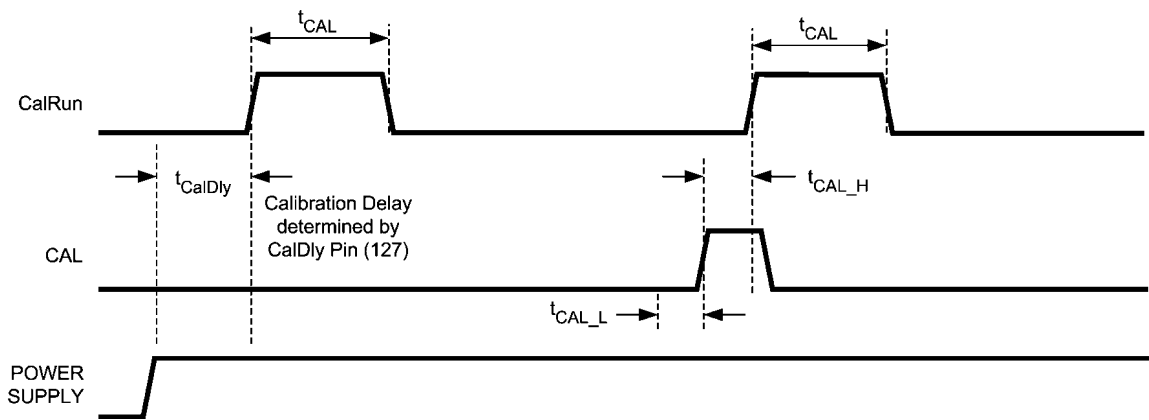 tCAL
tCAL
CalRun
tCalDly
tCAL_H
Calibration Delay
determined by
CalDly Pin (127)
CAL
tCAL_L
POWER
SUPPLY